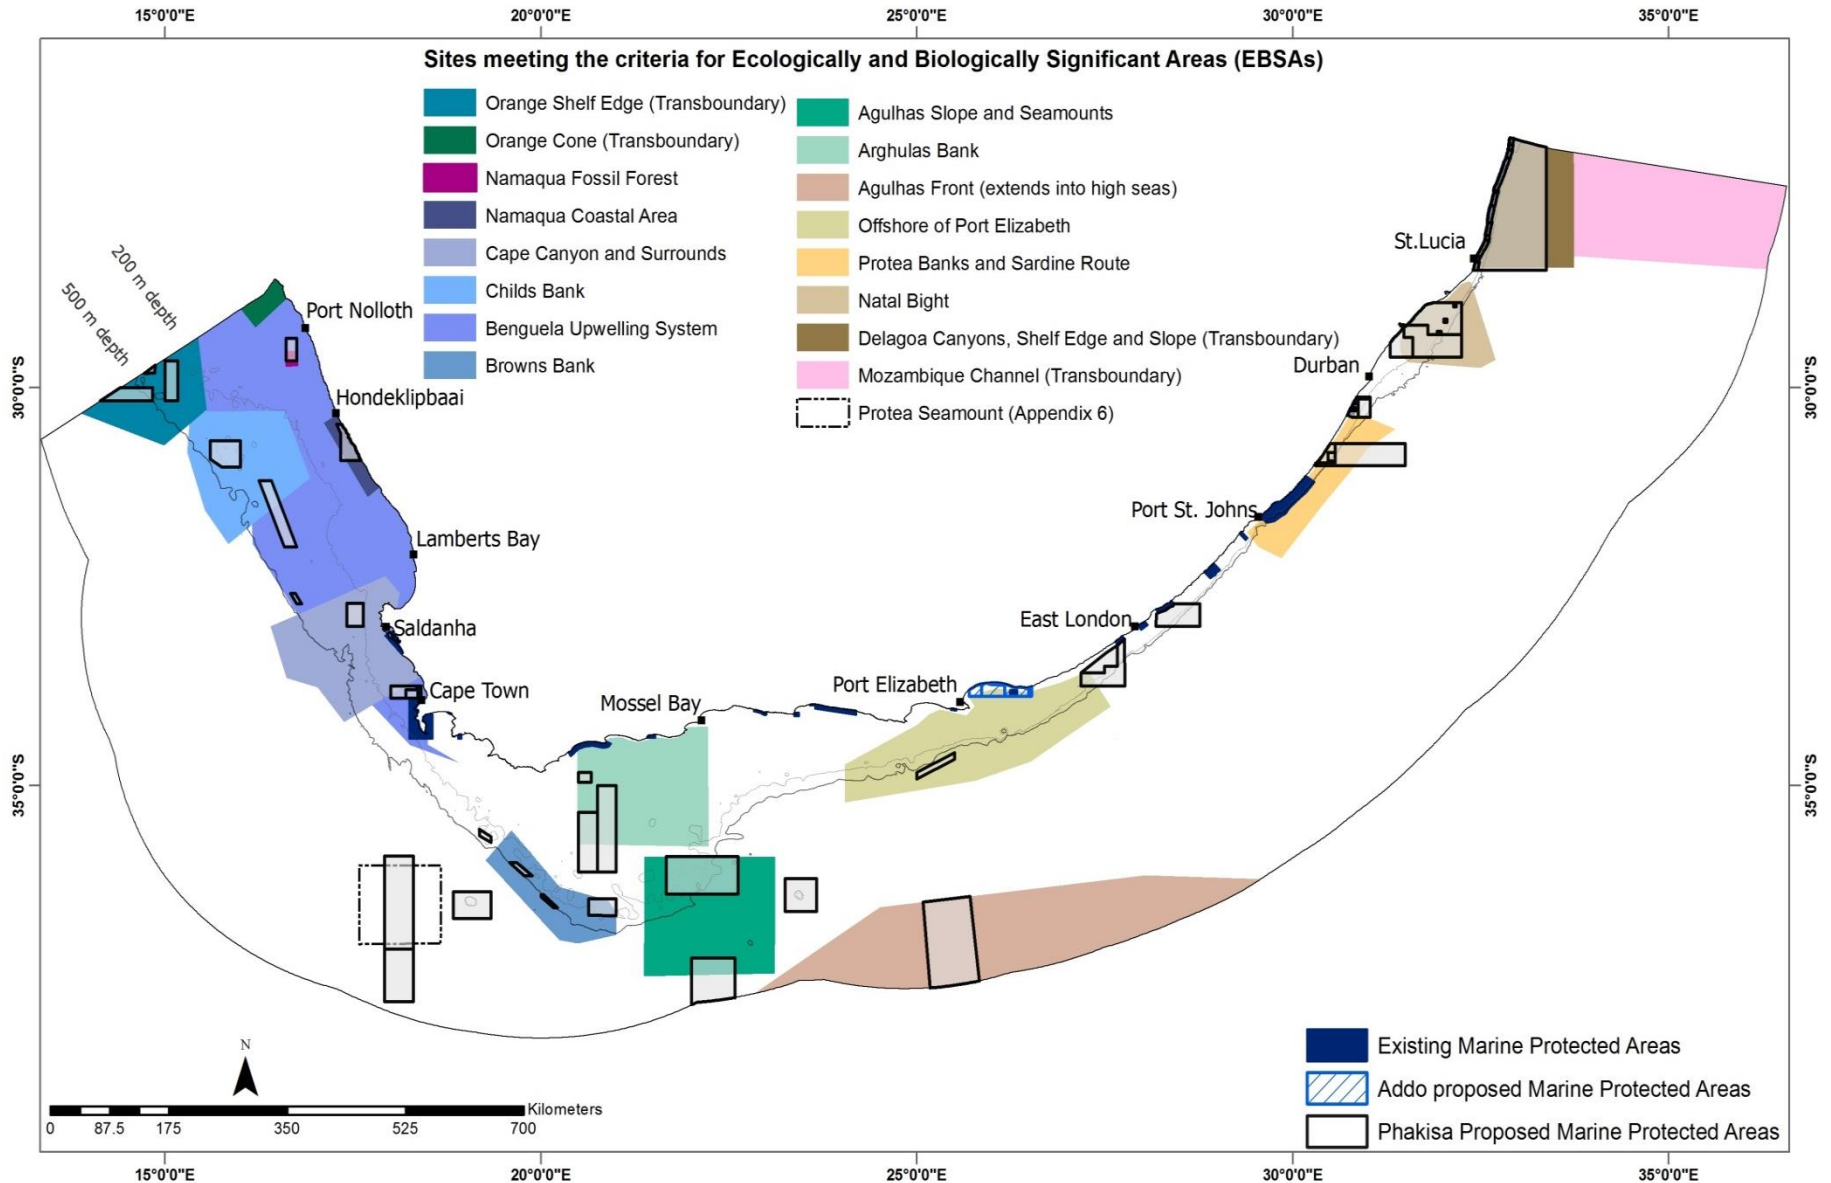 15°0'0"E 20°0'0"E 25°0'0"E 30°0'0"E 35°0'0"E
Sites meeting the criteria for Ecologically and Biologically Significant Areas (EBSAs)
Orange Shelf Edge (Transboundary)
Orange Cone (Transboundary)
Namaqua Fossil Forest
Namaqua Coastal Area
Cape Canyon and Surrounds
Childs Bank
Benguela Upwelling System
Browns Bank
Agulhas Slope and Seamounts
Arghulas Bank
Agulhas Front (extends into high seas)
Offshore of Port Elizabeth
Protea Banks and Sardine Route
Natal Bight
Delagoa Canyons, Shelf Edge and Slope (Transboundary)
Mozambique Channel (Transboundary)
Protea Seamount (Appendix 6)
200 m depth
500 m depth
Port Nolloth
Hondeklipbaai
Lamberts Bay
Saldanha
Cape Town
Mossel Bay
Port Elizabeth
East London
Port St. Johns
Durban
St.Lucia
30°0'0"S
30°0'0"S
35°0'0"S
35°0'0"S
N
Kilometers
0 87.5 175 350 525 700
Existing Marine Protected Areas
Addo proposed Marine Protected Areas
Phakisa Proposed Marine Protected Areas
15°0'0"E 20°0'0"E 25°0'0"E 30°0'0"E 35°0'0"E